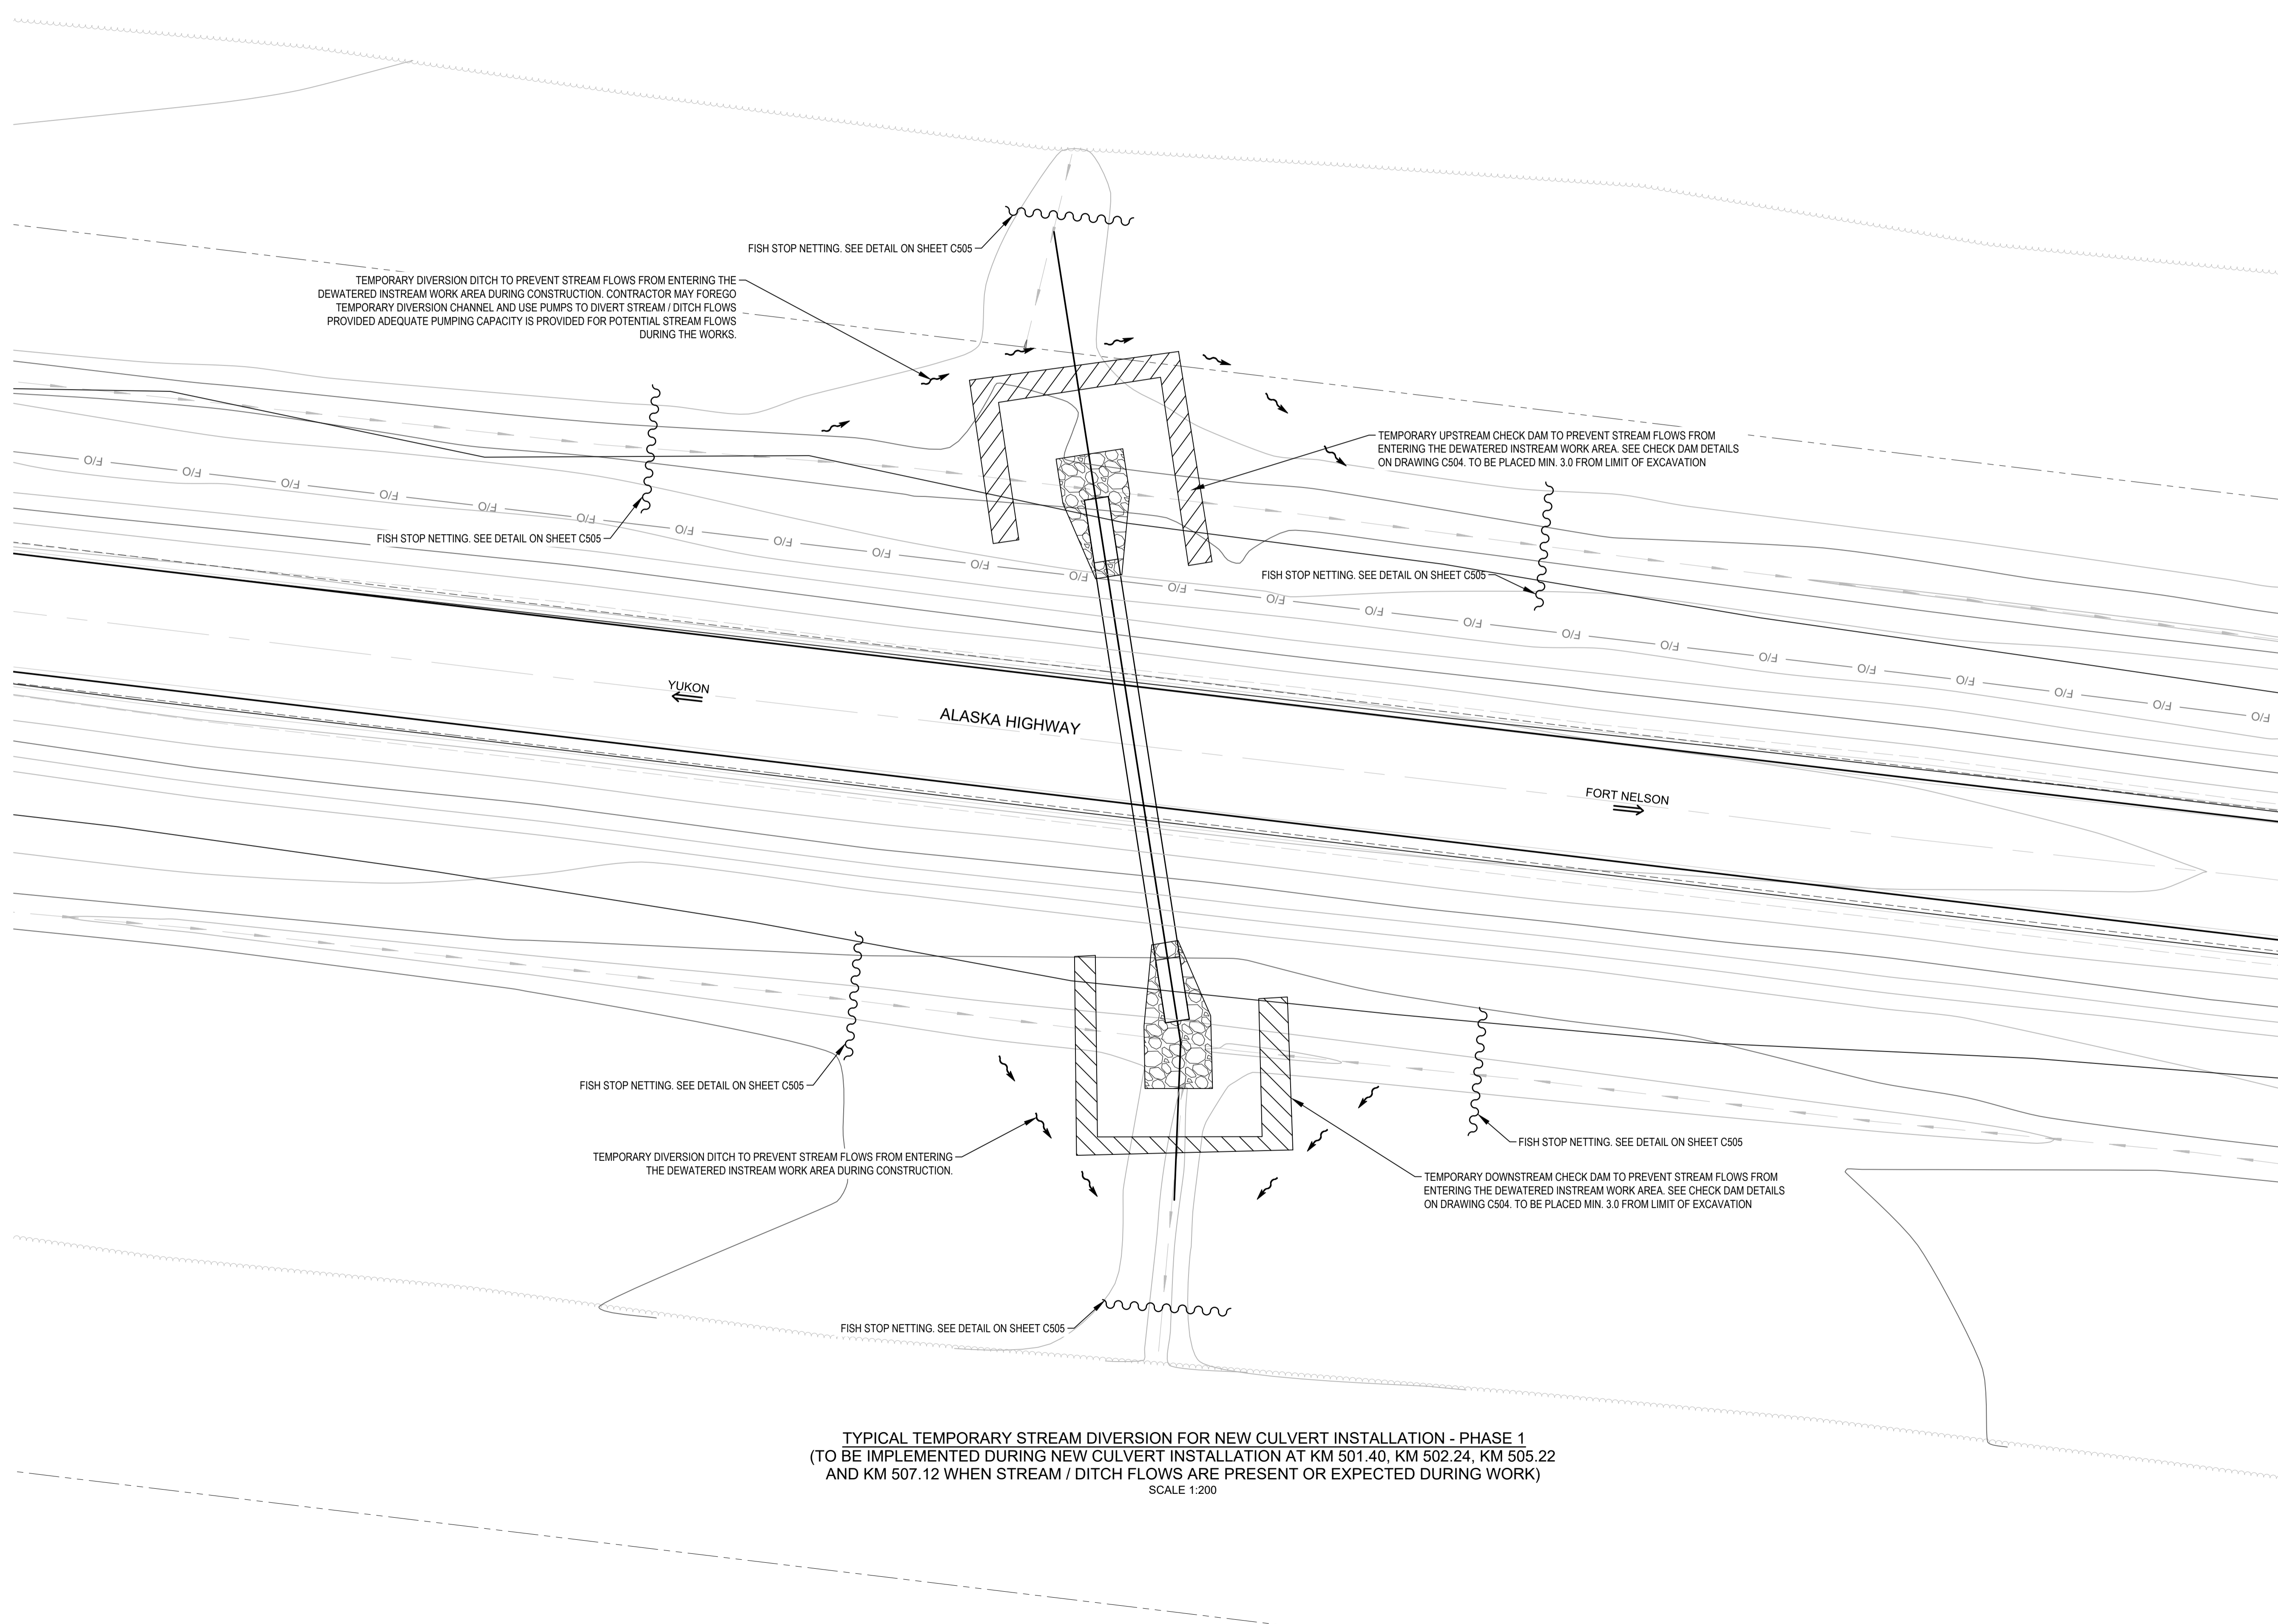 FISH STOP NETTING. SEE DETAIL ON SHEET C505
TEMPORARY DIVERSION DITCH TO PREVENT STREAM FLOWS FROM ENTERING THE
DEWATERED INSTREAM WORK AREA DURING CONSTRUCTION. CONTRACTOR MAY FOREGO
TEMPORARY DIVERSION CHANNEL AND USE PUMPS TO DIVERT STREAM / DITCH FLOWS
PROVIDED ADEQUATE PUMPING CAPACITY IS PROVIDED FOR POTENTIAL STREAM FLOWS
DURING THE WORKS.
TEMPORARY UPSTREAM CHECK DAM TO PREVENT STREAM FLOWS FROM
ENTERING THE DEWATERED INSTREAM WORK AREA. SEE CHECK DAM DETAILS
ON DRAWING C504. TO BE PLACED MIN. 3.0 FROM LIMIT OF EXCAVATION
F/O F/O F/O F/O F/O F/O F/O F/O F/O F/O F/O F/O F/O F/O F/O F/O F/O F/O F/O F/O F/O F/O F/O
FISH STOP NETTING. SEE DETAIL ON SHEET C505
FISH STOP NETTING. SEE DETAIL ON SHEET C505
YUKON
ALASKA HIGHWAY
FORT NELSON
FISH STOP NETTING. SEE DETAIL ON SHEET C505
FISH STOP NETTING. SEE DETAIL ON SHEET C505
TEMPORARY DIVERSION DITCH TO PREVENT STREAM FLOWS FROM ENTERING
THE DEWATERED INSTREAM WORK AREA DURING CONSTRUCTION.
TEMPORARY DOWNSTREAM CHECK DAM TO PREVENT STREAM FLOWS FROM
ENTERING THE DEWATERED INSTREAM WORK AREA. SEE CHECK DAM DETAILS
ON DRAWING C504. TO BE PLACED MIN. 3.0 FROM LIMIT OF EXCAVATION
FISH STOP NETTING. SEE DETAIL ON SHEET C505
TYPICAL TEMPORARY STREAM DIVERSION FOR NEW CULVERT INSTALLATION - PHASE 1
(TO BE IMPLEMENTED DURING NEW CULVERT INSTALLATION AT KM 501.40, KM 502.24, KM 505.22
AND KM 507.12 WHEN STREAM / DITCH FLOWS ARE PRESENT OR EXPECTED DURING WORK)
SCALE 1:200